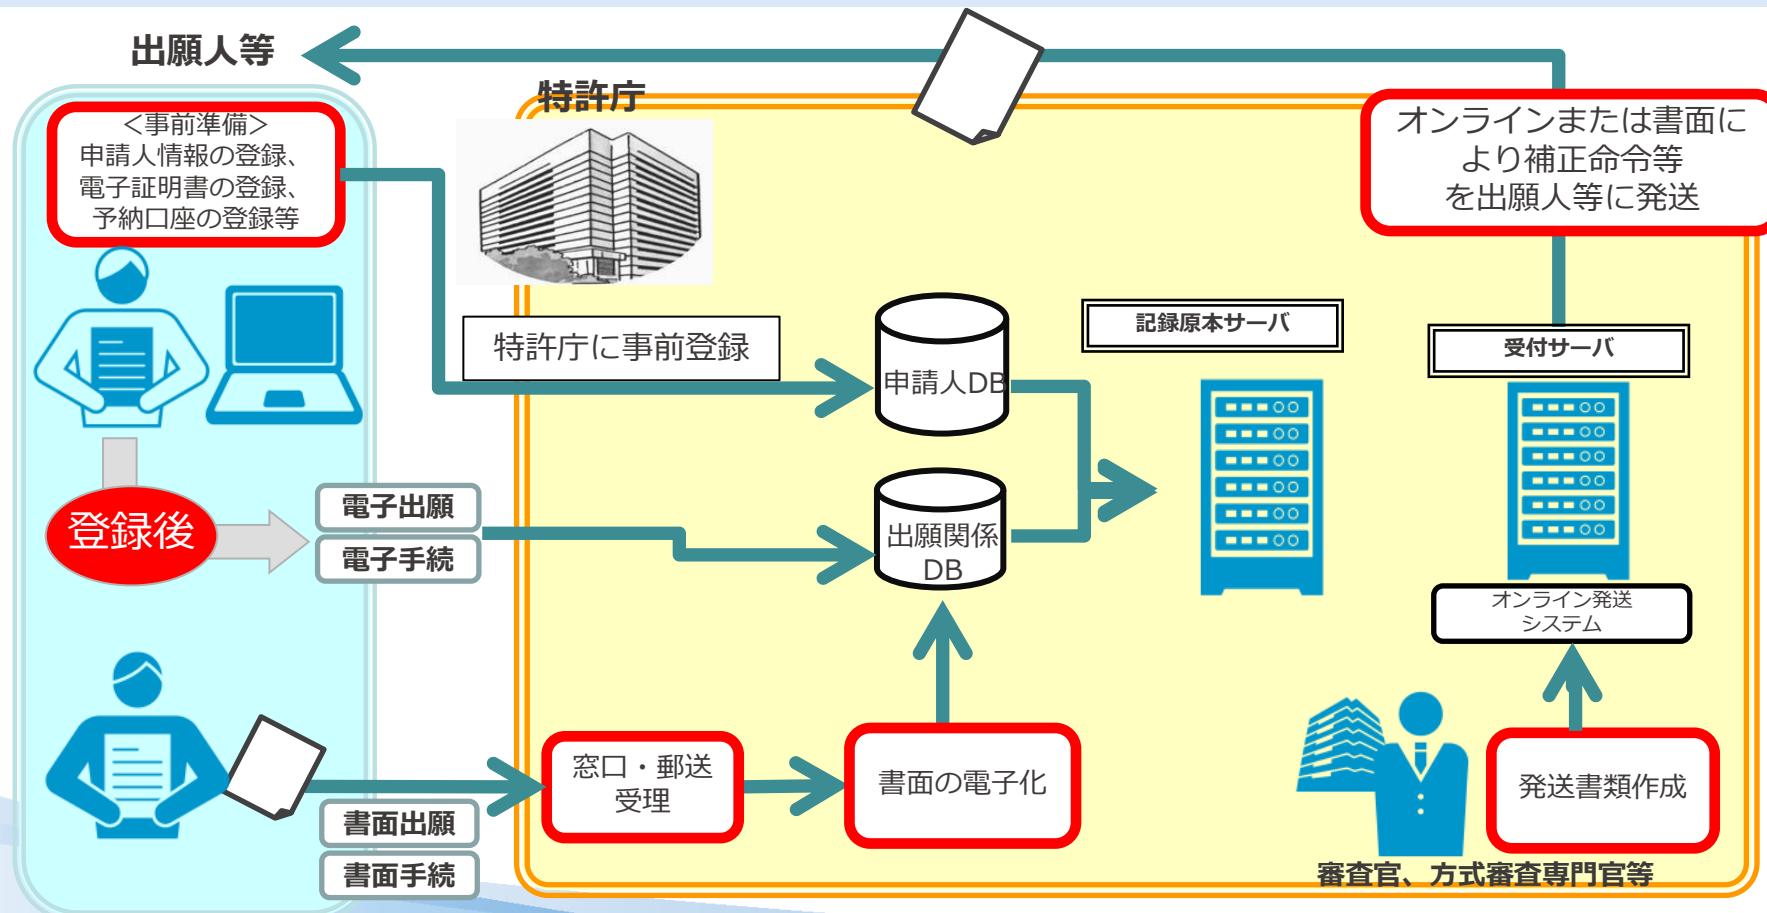 出願人等
特許庁
＜事前準備＞
申請人情報の登録、
電子証明書の登録、
予納口座の登録等
オンラインまたは書面に
より補正命令等
を出願人等に発送
特許庁に事前登録
申請人DB
記録原本サーバ
受付サーバ
登録後
電子出願
電子手続
出願関係
DB
オンライン発送
システム
窓口・郵送
受理
書面の電子化
発送書類作成
書面出願
書面手続
審査官、方式審査専門官等